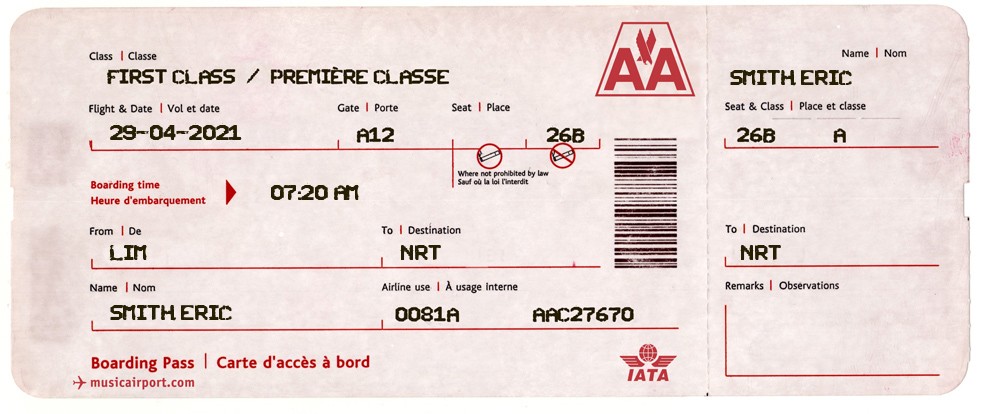 Class | Classe
FIRST CLASS / PREMIÈRE CLASSE
Flight & Date | Vol et date
Gate | Porte
Seat | Place
29-04-2021
A12
26B
Where not prohibited by law
Sauf où la loi l'interdit
Boarding time
Heure d'embarquement
07:20 AM
From | De
To | Destination
LIM
NRT
Name | Nom
Airline use | À usage interne
SMITH ERIC
0081A
AAC27670
Boarding Pass | Carte d'accès à bord
musicairport.com
AA
IATA
Name | Nom
SMITH ERIC
Seat & Class | Place et classe
26B
A
To | Destination
NRT
Remarks | Observations